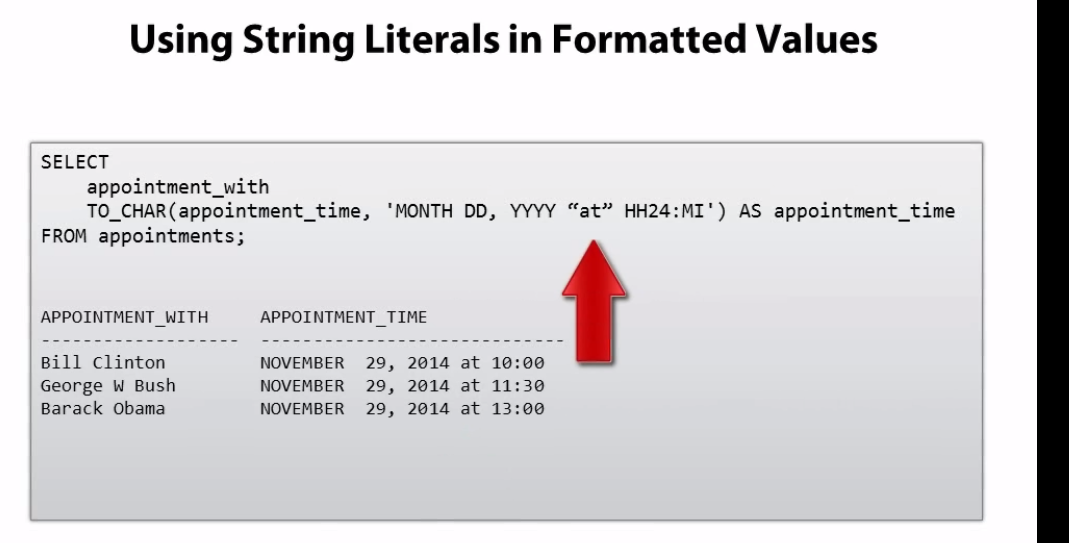 Using String Literals in Formatted Values
SELECT
    appointment_with
    TO_CHAR(appointment_time, 'MONTH DD, YYYY “at” HH24:MI') AS appointment_time
FROM appointments;
APPOINTMENT_WITH     APPOINTMENT_TIME
-------------------  -----------------------------
Bill Clinton         NOVEMBER  29, 2014 at 10:00
George W Bush        NOVEMBER  29, 2014 at 11:30
Barack Obama         NOVEMBER  29, 2014 at 13:00